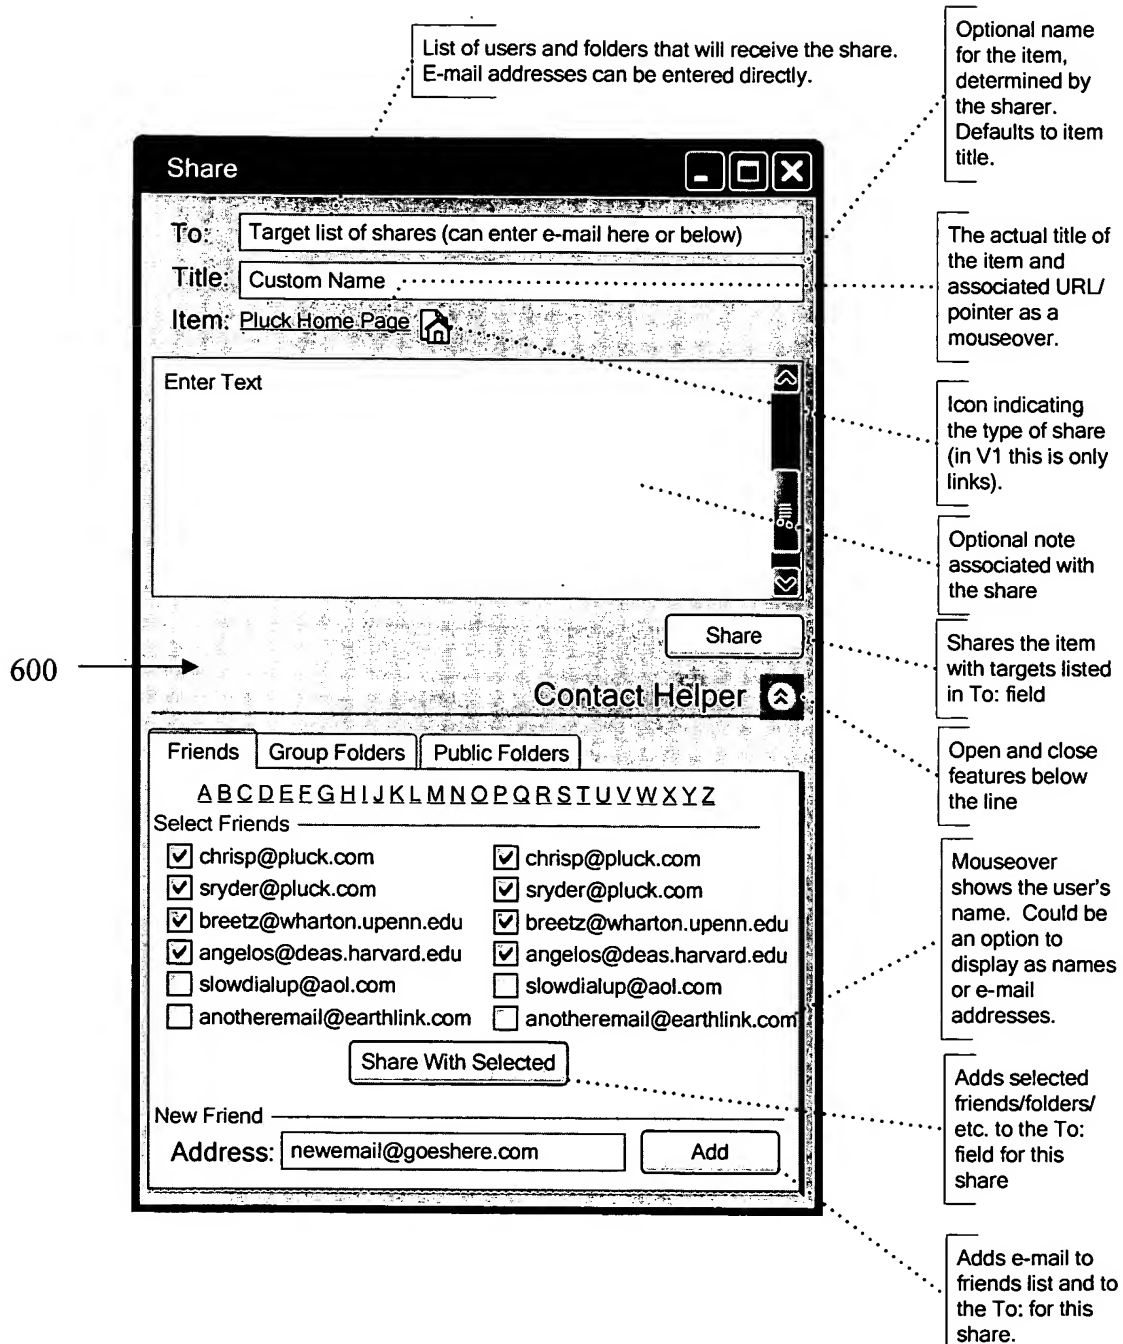 List of users and folders that will receive the share.
E-mail addresses can be entered directly.
Optional name
for the item,
determined by
the sharer.
Defaults to item
title.
Share
To: Target list of shares (can enter e-mail here or below)
Title: Custom Name
Item: Pluck Home Page
The actual title of
the item and
associated URL/
pointer as a
mouseover.
Enter Text
Icon indicating
the type of share
(in V1 this is only
links).
Optional note
associated with
the share
Share
Shares the item
with targets listed
in To: field
600
Contact Helper
Open and close
features below
the line
Friends Group Folders Public Folders
A B C D E F G H I J K L M N O P Q R S T U V W X Y Z
Select Friends
chrisp@pluck.com chrisp@pluck.com
sryder@pluck.com sryder@pluck.com
breetz@wharton.upenn.edu breetz@wharton.upenn.edu
angelos@deas.harvard.edu angelos@deas.harvard.edu
slowdialup@aol.com slowdialup@aol.com
anotheremail@earthlink.com anotheremail@earthlink.com
Mouseover
shows the user's
name. Could be
an option to
display as names
or e-mail
addresses.
Share With Selected
Adds selected
friends/folders/
etc. to the To:
field for this
share
New Friend
Address: newemail@goeshere.com Add
Adds e-mail to
friends list and to
the To: for this
share.